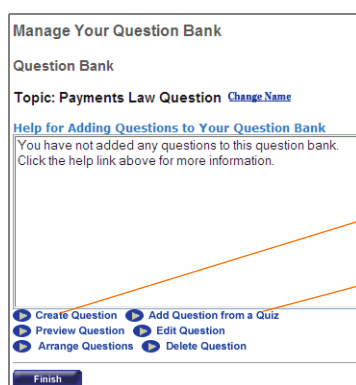 Manage Your Question Bank
Question Bank
Topic: Payments Law Question Change Name
Help for Adding Questions to Your Question Bank
You have not added any questions to this question bank.
Click the help link above for more information.
Create Question Add Question from a Quiz
Preview Question Edit Question
Arrange Questions Delete Question
Finish